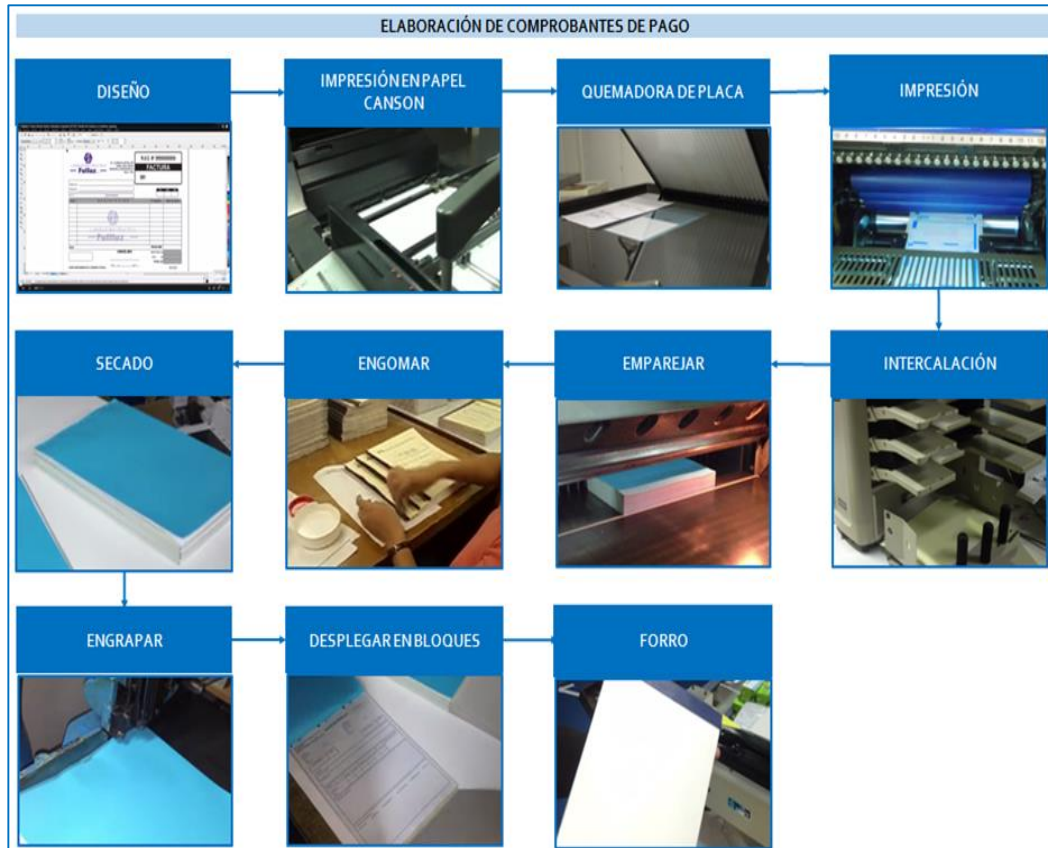 ELABORACIÓN DE COMPROBANTES DE PAGO
DISEÑO
IMPRESIÓN EN PAPEL
CANSON
QUEMADORA DE PLACA
IMPRESIÓN
FACTURA
SECADO
ENGOMAR
EMPAREJAR
INTERCALACIÓN
ENGRAPAR
DESPLEGAR EN BLOQUES
FORRO